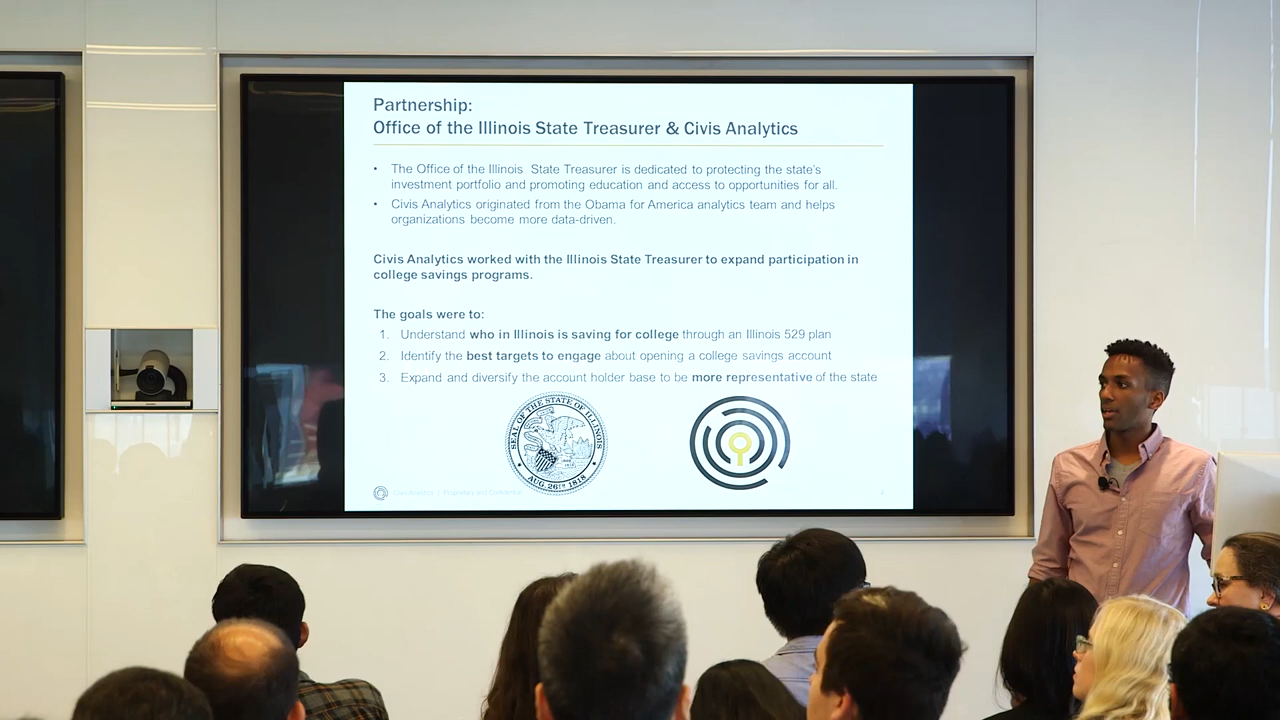 Partnership:
Office of the Illinois State Treasurer & Civis Analytics
• The Office of the Illinois State Treasurer is dedicated to protecting the state's
investment portfolio and promoting education and access to opportunities for all.
• Civis Analytics originated from the Obama for America analytics team and helps
organizations become more data-driven.
Civis Analytics worked with the Illinois State Treasurer to expand participation in
college savings programs.
The goals were to:
1. Understand who in Illinois is saving for college through an Illinois 529 plan
2. Identify the best targets to engage about opening a college savings account
3. Expand and diversify the account holder base to be more representative of the state
SEAL OF THE STATE OF ILLINOIS
AUG. 26TH 1818
Civis Analytics | Proprietary and Confidential